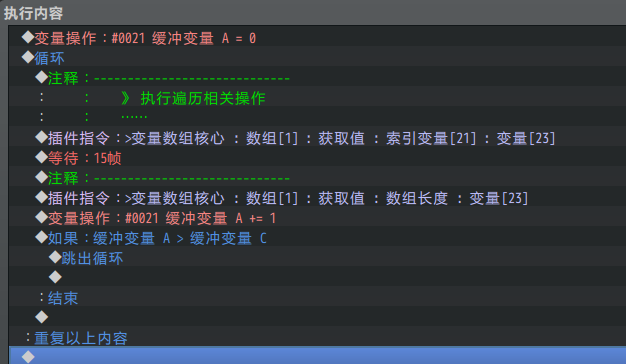 执行内容
◆变量操作：#0021 缓冲变量 A = 0
◆循环
◆注释：-----------------------------
：　　：　　》 执行遍历相关操作
：　　：　　……
◆插件指令：>变量数组核心 : 数组[1] : 获取值 : 索引变量[21] : 变量[23]
◆等待：15帧
◆注释：-----------------------------
◆插件指令：>变量数组核心 : 数组[1] : 获取值 : 数组长度 : 变量[23]
◆变量操作：#0021 缓冲变量 A += 1
◆如果：缓冲变量 A > 缓冲变量 C
◆跳出循环
◆
：结束
◆
：重复以上内容
◆